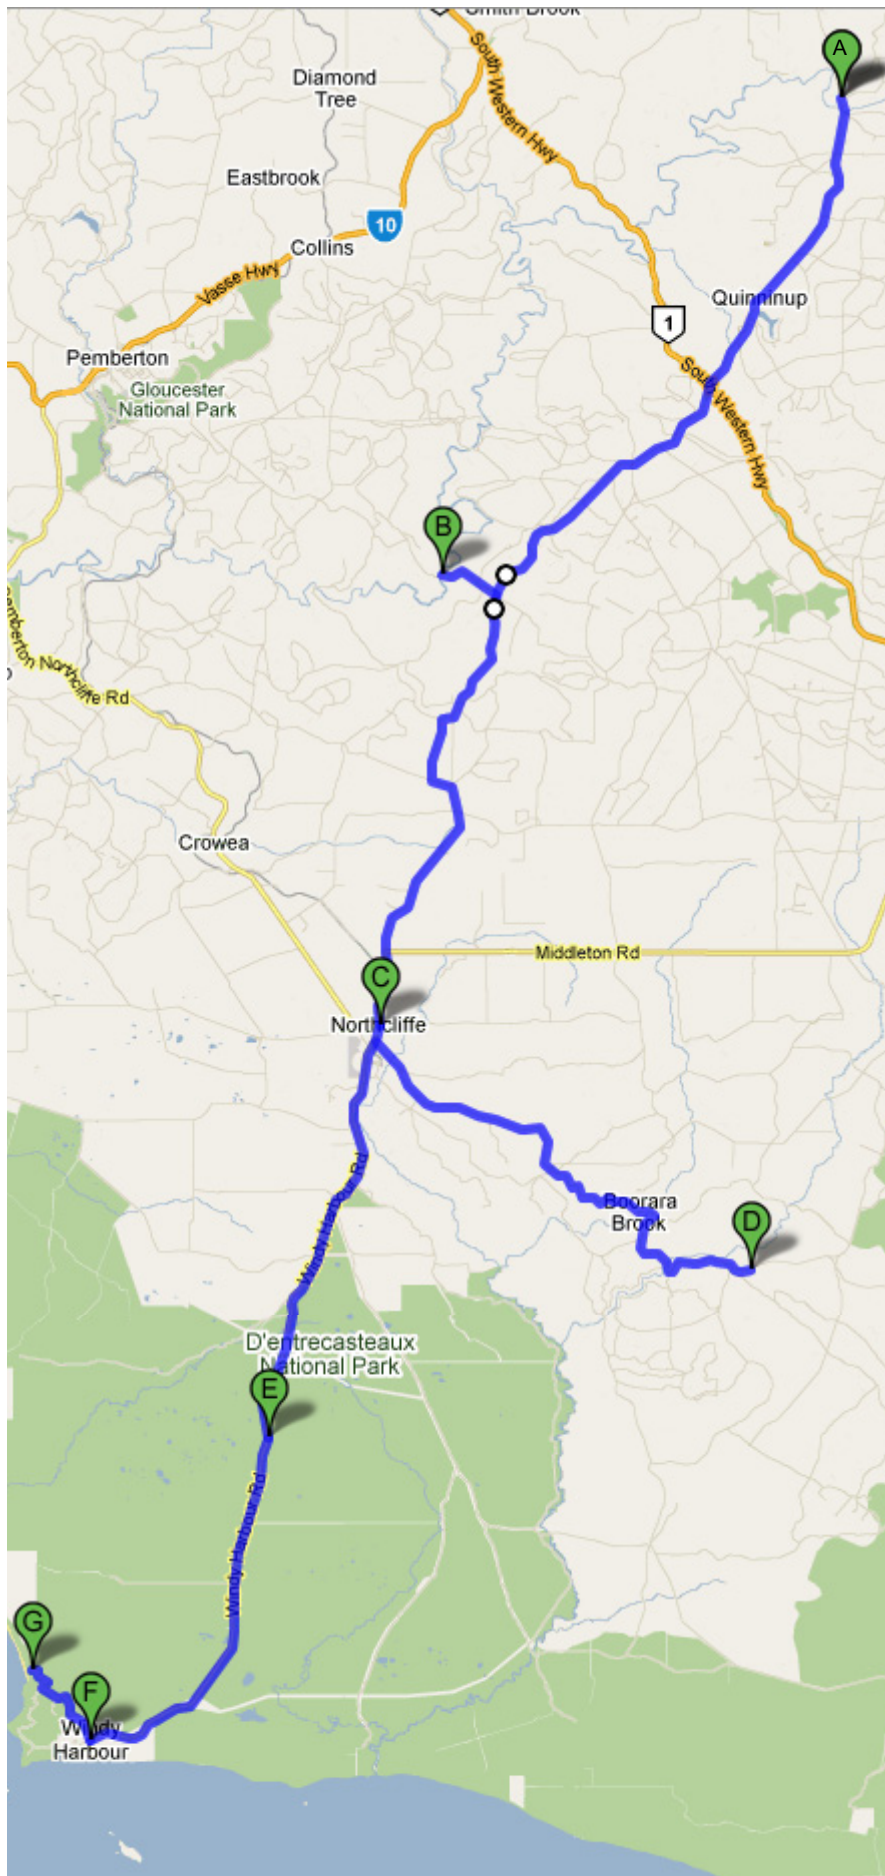 Smith Brook
A
South
Western
Hwy
Diamond
Tree
Eastbrook
10
Collins
Vasse Hwy
Quinninup
1
Pemberton
Gloucester
National Park
South
Western
Hwy
B
Pemberton Northcliffe Rd
Crowea
Middleton Rd
C
Northcliffe
Windy Harbour Rd
Boorara
Brook
D
D'entrecasteaux
National Park
E
Windy Harbour Rd
G
F
Windy
Harbour